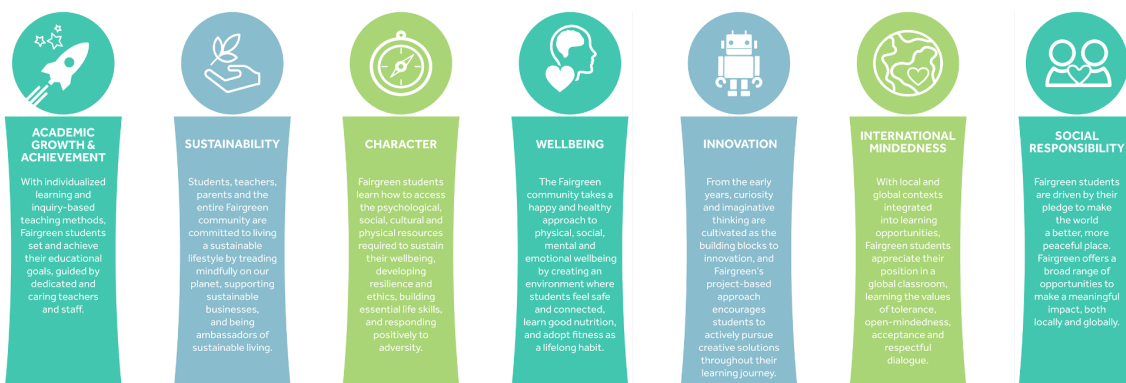 ACADEMIC
GROWTH &
ACHIEVEMENT
With individualized
learning and
inquiry-based
teaching methods,
Fairgreen students
set and achieve
their educational
goals, guided by
dedicated and
caring teachers
and staff.
SUSTAINABILITY
Students, teachers,
parents and the
entire Fairgreen
community are
committed to living
a sustainable
lifestyle by treading
mindfully on our
planet, supporting
sustainable
businesses,
and being
ambassadors of
sustainable living.
CHARACTER
Fairgreen students
learn how to access
the psychological,
social, cultural and
physical resources
required to sustain
their wellbeing,
developing
resilience and
ethics, building
essential life skills,
and responding
positively to
adversity.
WELLBEING
The Fairgreen
community takes a
happy and healthy
approach to
physical, social,
mental and
emotional wellbeing
by creating an
environment where
students feel safe
and connected,
learn good nutrition,
and adopt fitness as
a lifelong habit.
INNOVATION
From the early
years, curiosity
and imaginative
thinking are
cultivated as the
building blocks to
innovation, and
Fairgreen's
project-based
approach
encourages
students to
actively pursue
creative solutions
throughout their
learning journey.
INTERNATIONAL
MINDEDNESS
With local and
global contexts
integrated
into learning
opportunities,
Fairgreen students
appreciate their
position in a
global classroom,
learning the values
of tolerance,
open-mindedness,
acceptance and
respectful
dialogue.
SOCIAL
RESPONSIBILITY
Fairgreen students
are driven by their
pledge to make
the world
a better, more
peaceful place.
Fairgreen offers a
broad range of
opportunities to
make a meaningful
impact, both
locally and globally.